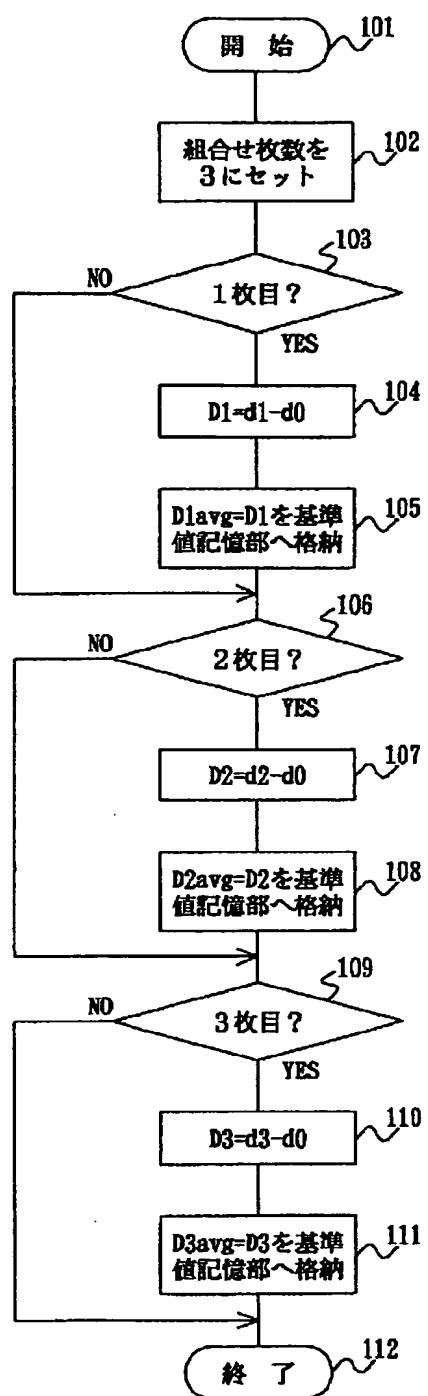 開 始
101
組合せ枚数を
3にセット
102
103
NO
1枚目?
YES
D1=d1-d0
104
D1avg=D1を基準
値記憶部へ格納
105
106
NO
2枚目?
YES
D2=d2-d0
107
D2avg=D2を基準
値記憶部へ格納
108
109
NO
3枚目?
YES
D3=d3-d0
110
D3avg=D3を基準
値記憶部へ格納
111
終 了
112